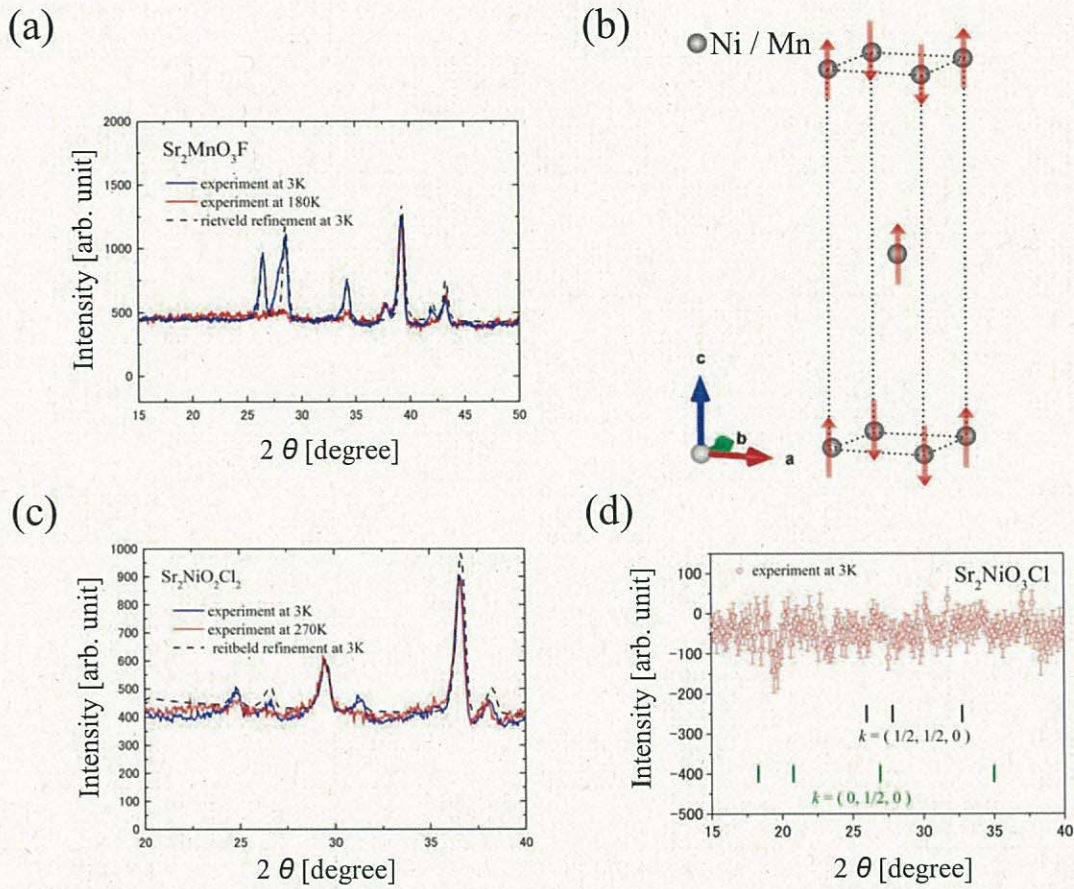 (a)
Intensity [arb. unit]
2000
1750
1500
1250
1000
750
500
250
0
Sr₂MnO₃F
experiment at 3K
experiment at 180K
rietveld refinement at 3K
15 20 25 30 35 40 45 50
2 θ [degree]
(b)
Ni / Mn
c
b
a
(c)
Intensity [arb. unit]
1000
900
800
700
600
500
400
300
200
100
0
Sr₂NiO₂Cl₂
experiment at 3K
experiment at 270K
reitbeld refinement at 3K
20 25 30 35 40
2 θ [degree]
(d)
Intensity [arb. unit]
100
0
−100
−200
−300
−400
−500
experiment at 3K
Sr₂NiO₃Cl
k = ( 1/2, 1/2, 0 )
k = ( 0, 1/2, 0 )
15 20 25 30 35 40
2 θ [degree]